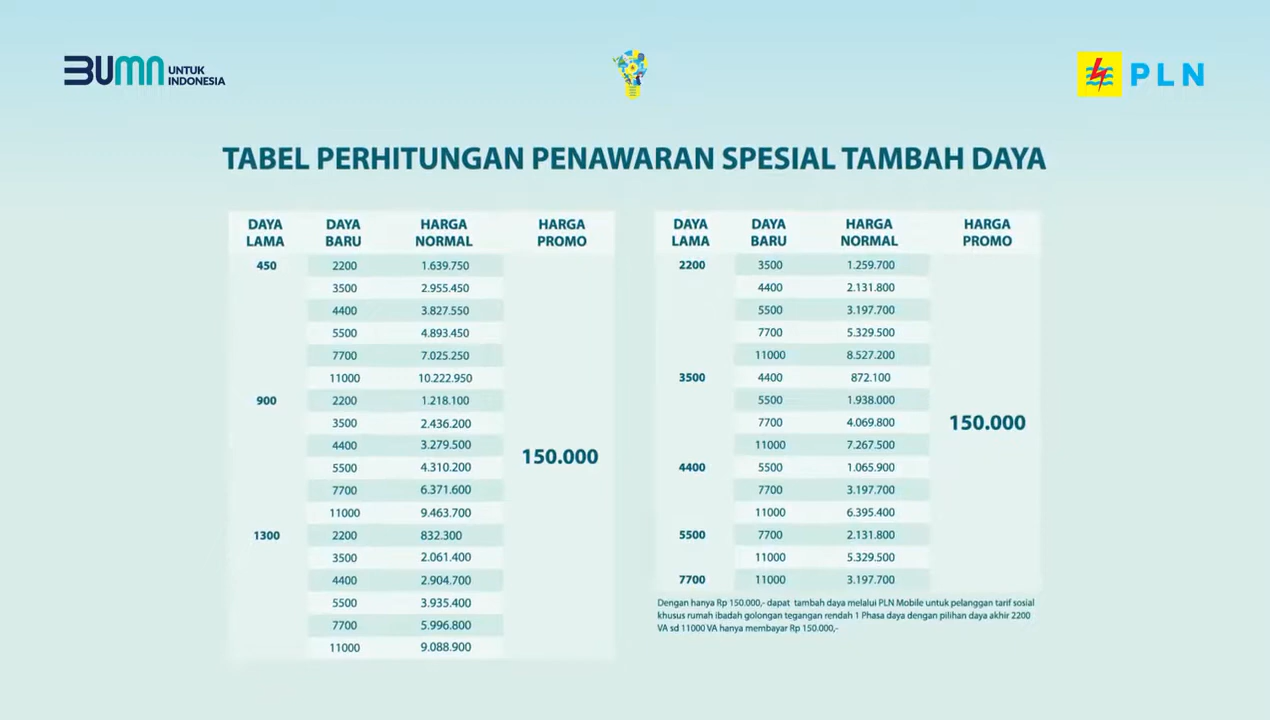 BUMN UNTUK
INDONESIA
PLN
TABEL PERHITUNGAN PENAWARAN SPESIAL TAMBAH DAYA
DAYA LAMA DAYA BARU HARGA NORMAL HARGA PROMO
450 2200 1.639.750
3500 2.955.450
4400 3.827.550
5500 4.893.450
7700 7.025.250
11000 10.222.950
900 2200 1.218.100
3500 2.436.200
4400 3.279.500
150.000
5500 4.310.200
7700 6.371.600
11000 9.463.700
1300 2200 832.300
3500 2.061.400
4400 2.904.700
5500 3.935.400
7700 5.996.800
11000 9.088.900
DAYA LAMA DAYA BARU HARGA NORMAL HARGA PROMO
2200 3500 1.259.700
4400 2.131.800
5500 3.197.700
7700 5.329.500
11000 8.527.200
3500 4400 872.100
5500 1.938.000
7700 4.069.800 150.000
11000 7.267.500
4400 5500 1.065.900
7700 3.197.700
11000 6.395.400
5500 7700 2.131.800
11000 5.329.500
7700 11000 3.197.700
Dengan hanya Rp 150.000,- dapat tambah daya melalui PLN Mobile untuk pelanggan tarif sosial
khusus rumah ibadah golongan tegangan rendah 1 Phasa daya dengan pilihan daya akhir 2200
VA sd 11000 VA hanya membayar Rp 150.000,-